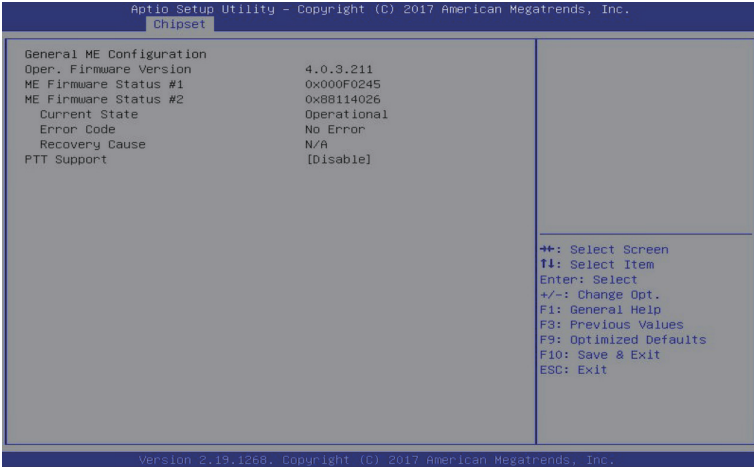 Aptio Setup Utility – Copyright (C) 2017 American Megatrends, Inc.
Chipset
General ME Configuration
Oper. Firmware Version 4.0.3.211
ME Firmware Status #1 0x000F0245
ME Firmware Status #2 0x88114026
Current State Operational
Error Code No Error
Recovery Cause N/A
PTT Support [Disable]
→←: Select Screen
↑↓: Select Item
Enter: Select
+/-: Change Opt.
F1: General Help
F3: Previous Values
F9: Optimized Defaults
F10: Save & Exit
ESC: Exit
Version 2.19.1268. Copyright (C) 2017 American Megatrends, Inc.